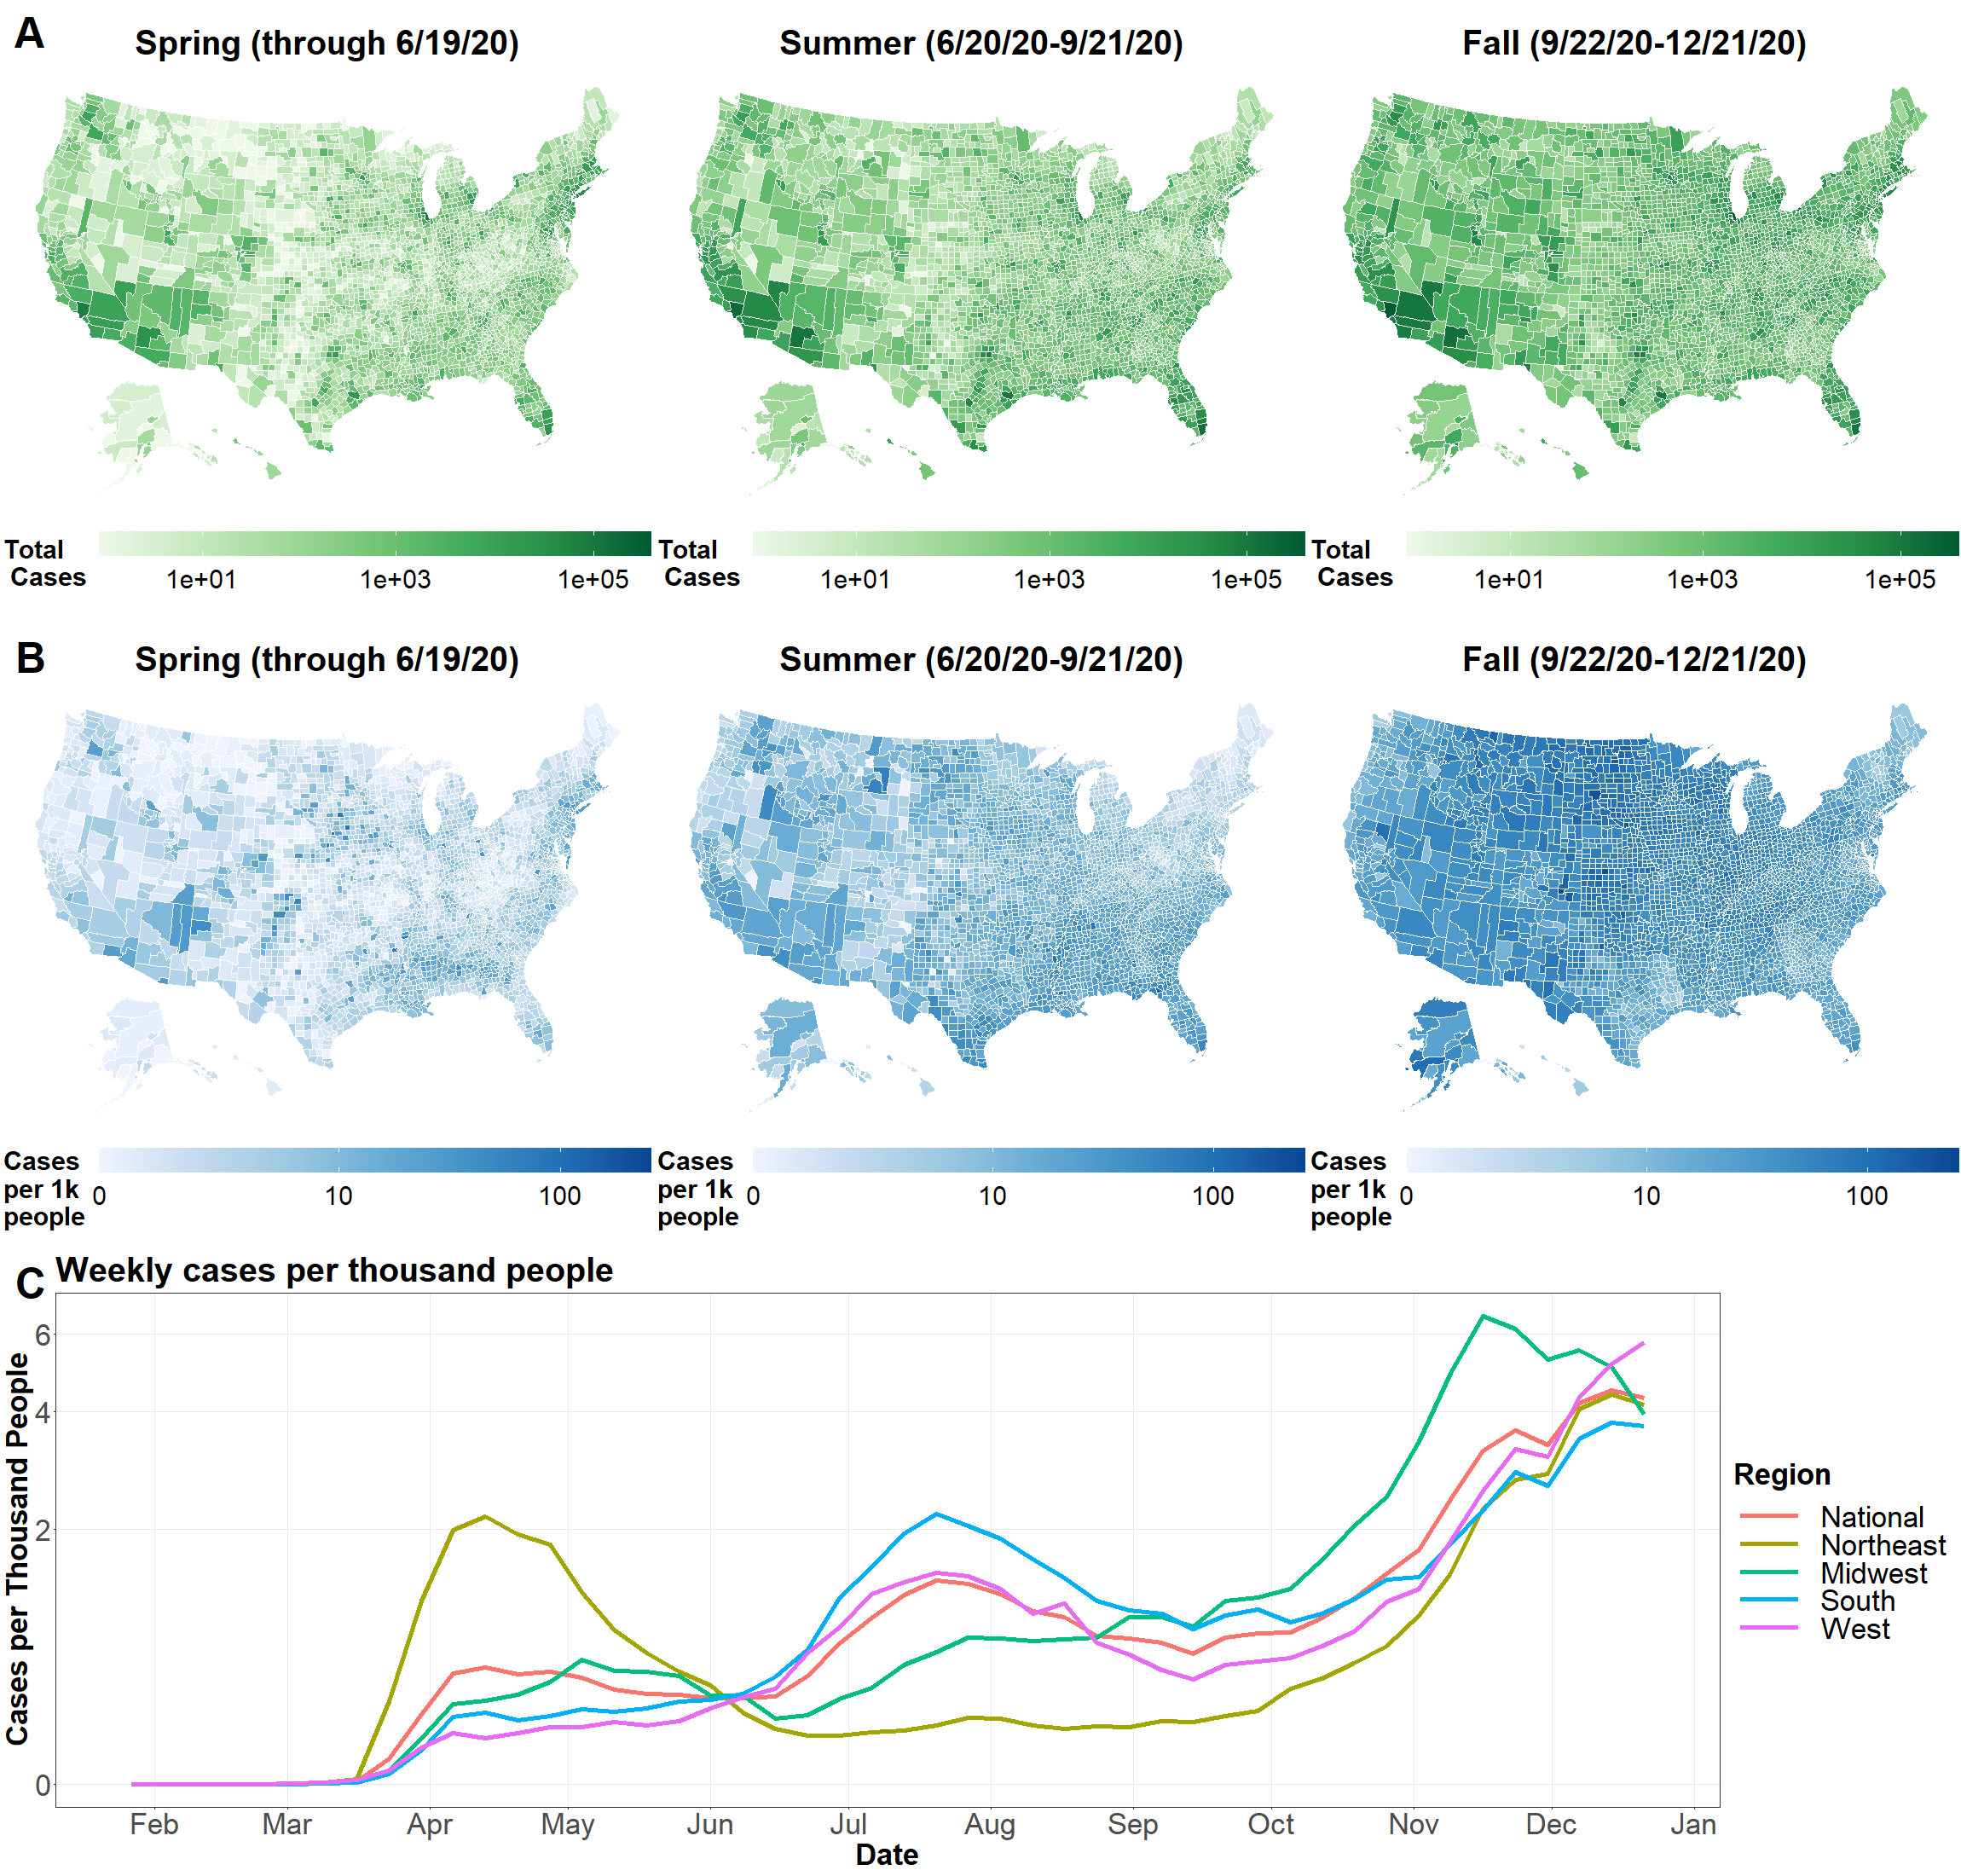 A
Spring (through 6/19/20)
Summer (6/20/20-9/21/20)
Fall (9/22/20-12/21/20)
Total
Cases
1e+01
1e+03
1e+05
Total
Cases
1e+01
1e+03
1e+05
Total
Cases
1e+01
1e+03
1e+05
B
Spring (through 6/19/20)
Summer (6/20/20-9/21/20)
Fall (9/22/20-12/21/20)
Cases
per 1k
people
0
10
100
Cases
per 1k
people
0
10
100
Cases
per 1k
people
0
10
100
C
Weekly cases per thousand people
Cases per Thousand People
6
4
2
0
Feb
Mar
Apr
May
Jun
Jul
Aug
Sep
Oct
Nov
Dec
Jan
Date
Region
National
Northeast
Midwest
South
West